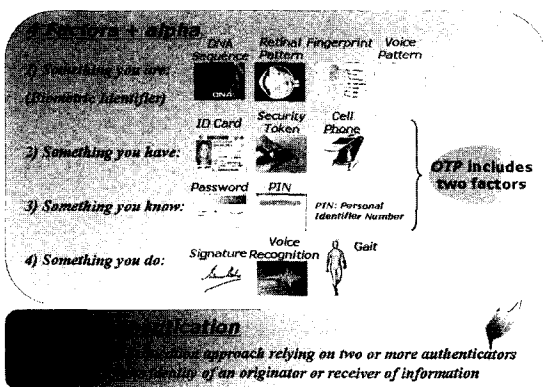 4 Factors + alpha
DNA Sequence Retinal Pattern Fingerprint Voice Pattern
1) Something you are:
(Biometric Identifier)
DNA
ID Card Security Token Cell Phone
2) Something you have:
OTP includes two factors
Password PIN
3) Something you know:
PIN: Personal Identifier Number
4) Something you do:
Signature Voice Recognition Gait
approach relying on two or more authenticators
of an originator or receiver of information